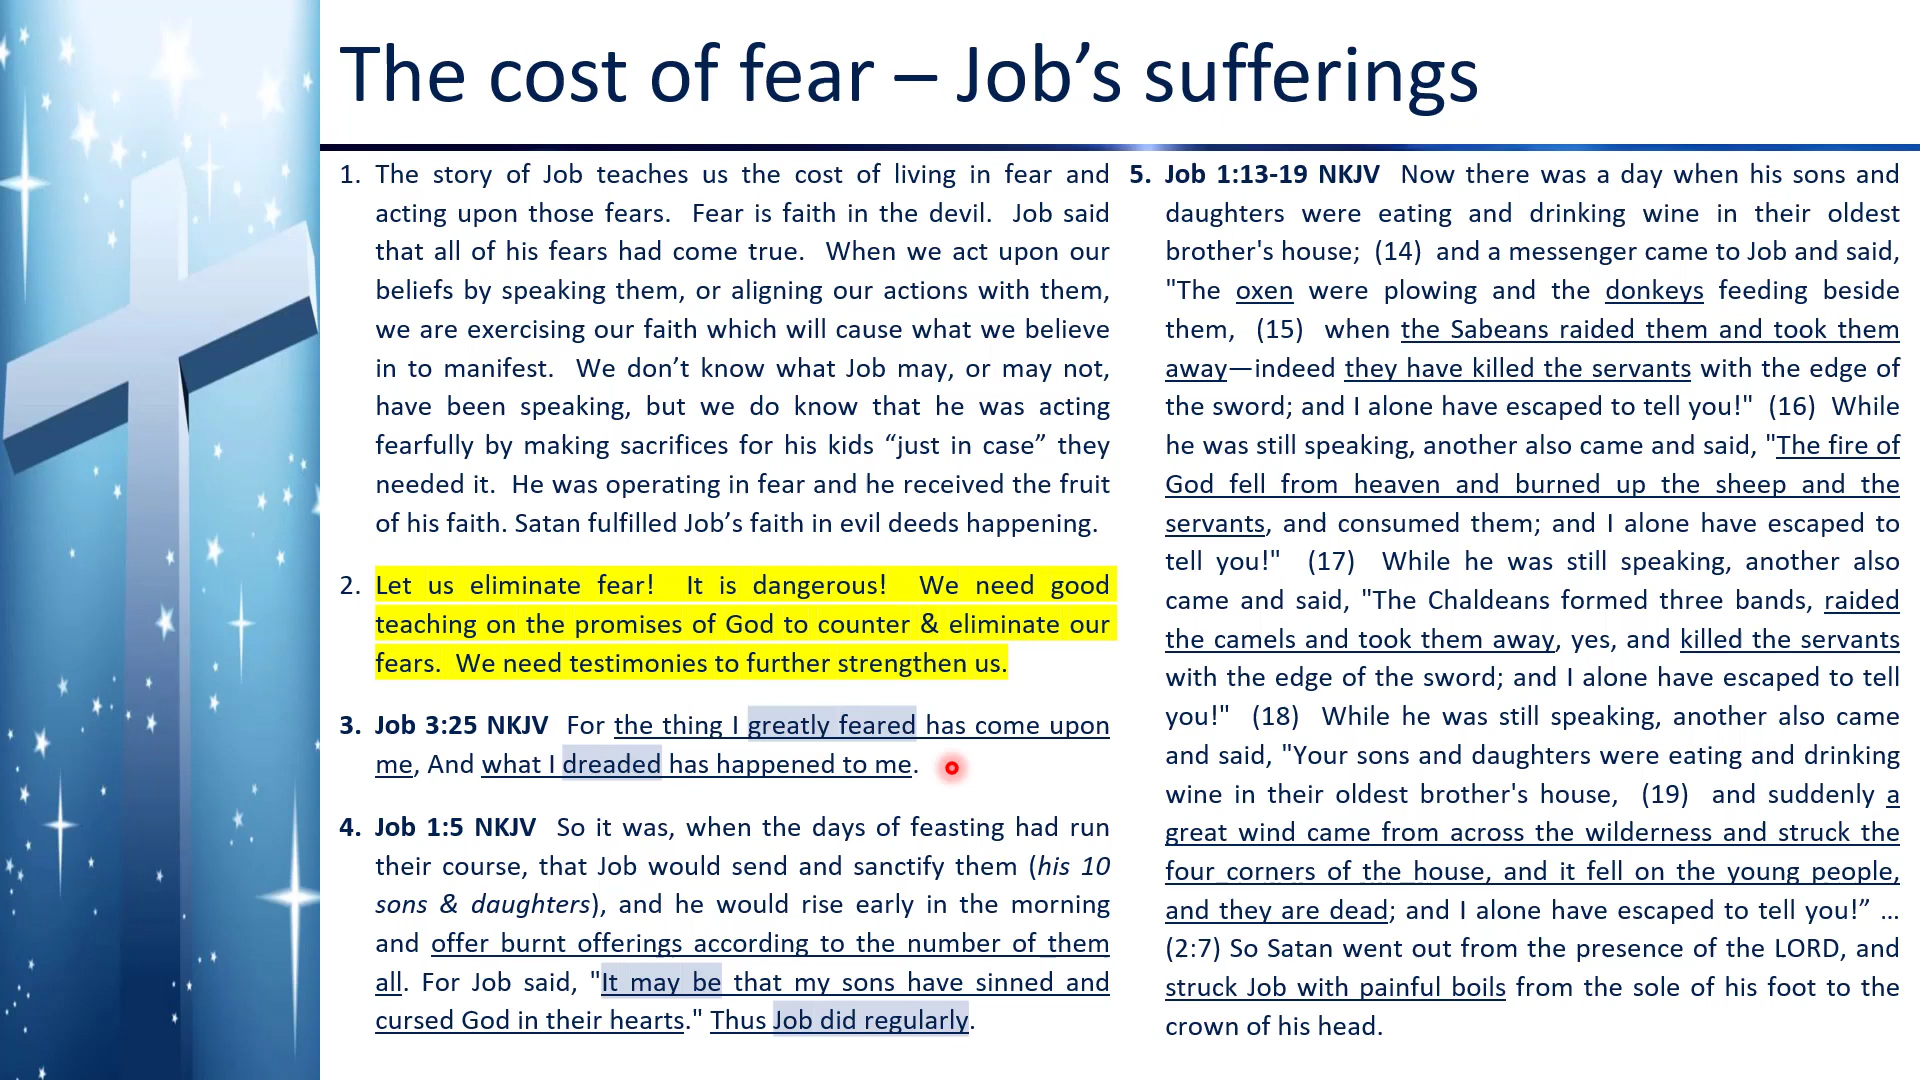 The cost of fear – Job’s sufferings
1. The story of Job teaches us the cost of living in fear and
acting upon those fears.  Fear is faith in the devil.  Job said
that all of his fears had come true.  When we act upon our
beliefs by speaking them, or aligning our actions with them,
we are exercising our faith which will cause what we believe
in to manifest.  We don’t know what Job may, or may not,
have been speaking, but we do know that he was acting
fearfully by making sacrifices for his kids “just in case” they
needed it.  He was operating in fear and he received the fruit
of his faith. Satan fulfilled Job’s faith in evil deeds happening.
2. Let us eliminate fear!  It is dangerous!  We need good
teaching on the promises of God to counter & eliminate our
fears.  We need testimonies to further strengthen us.
3. Job 3:25 NKJV  For the thing I greatly feared has come upon
me, And what I dreaded has happened to me.
4. Job 1:5 NKJV  So it was, when the days of feasting had run
their course, that Job would send and sanctify them (his 10
sons & daughters), and he would rise early in the morning
and offer burnt offerings according to the number of them
all. For Job said, "It may be that my sons have sinned and
cursed God in their hearts." Thus Job did regularly.
5. Job 1:13-19 NKJV  Now there was a day when his sons and
daughters were eating and drinking wine in their oldest
brother's house;  (14)  and a messenger came to Job and said,
"The oxen were plowing and the donkeys feeding beside
them,  (15)  when the Sabeans raided them and took them
away—indeed they have killed the servants with the edge of
the sword; and I alone have escaped to tell you!"  (16)  While
he was still speaking, another also came and said, "The fire of
God fell from heaven and burned up the sheep and the
servants, and consumed them; and I alone have escaped to
tell you!"  (17)  While he was still speaking, another also
came and said, "The Chaldeans formed three bands, raided
the camels and took them away, yes, and killed the servants
with the edge of the sword; and I alone have escaped to tell
you!"  (18)  While he was still speaking, another also came
and said, "Your sons and daughters were eating and drinking
wine in their oldest brother's house,  (19)  and suddenly a
great wind came from across the wilderness and struck the
four corners of the house, and it fell on the young people,
and they are dead; and I alone have escaped to tell you!” …
(2:7) So Satan went out from the presence of the LORD, and
struck Job with painful boils from the sole of his foot to the
crown of his head.